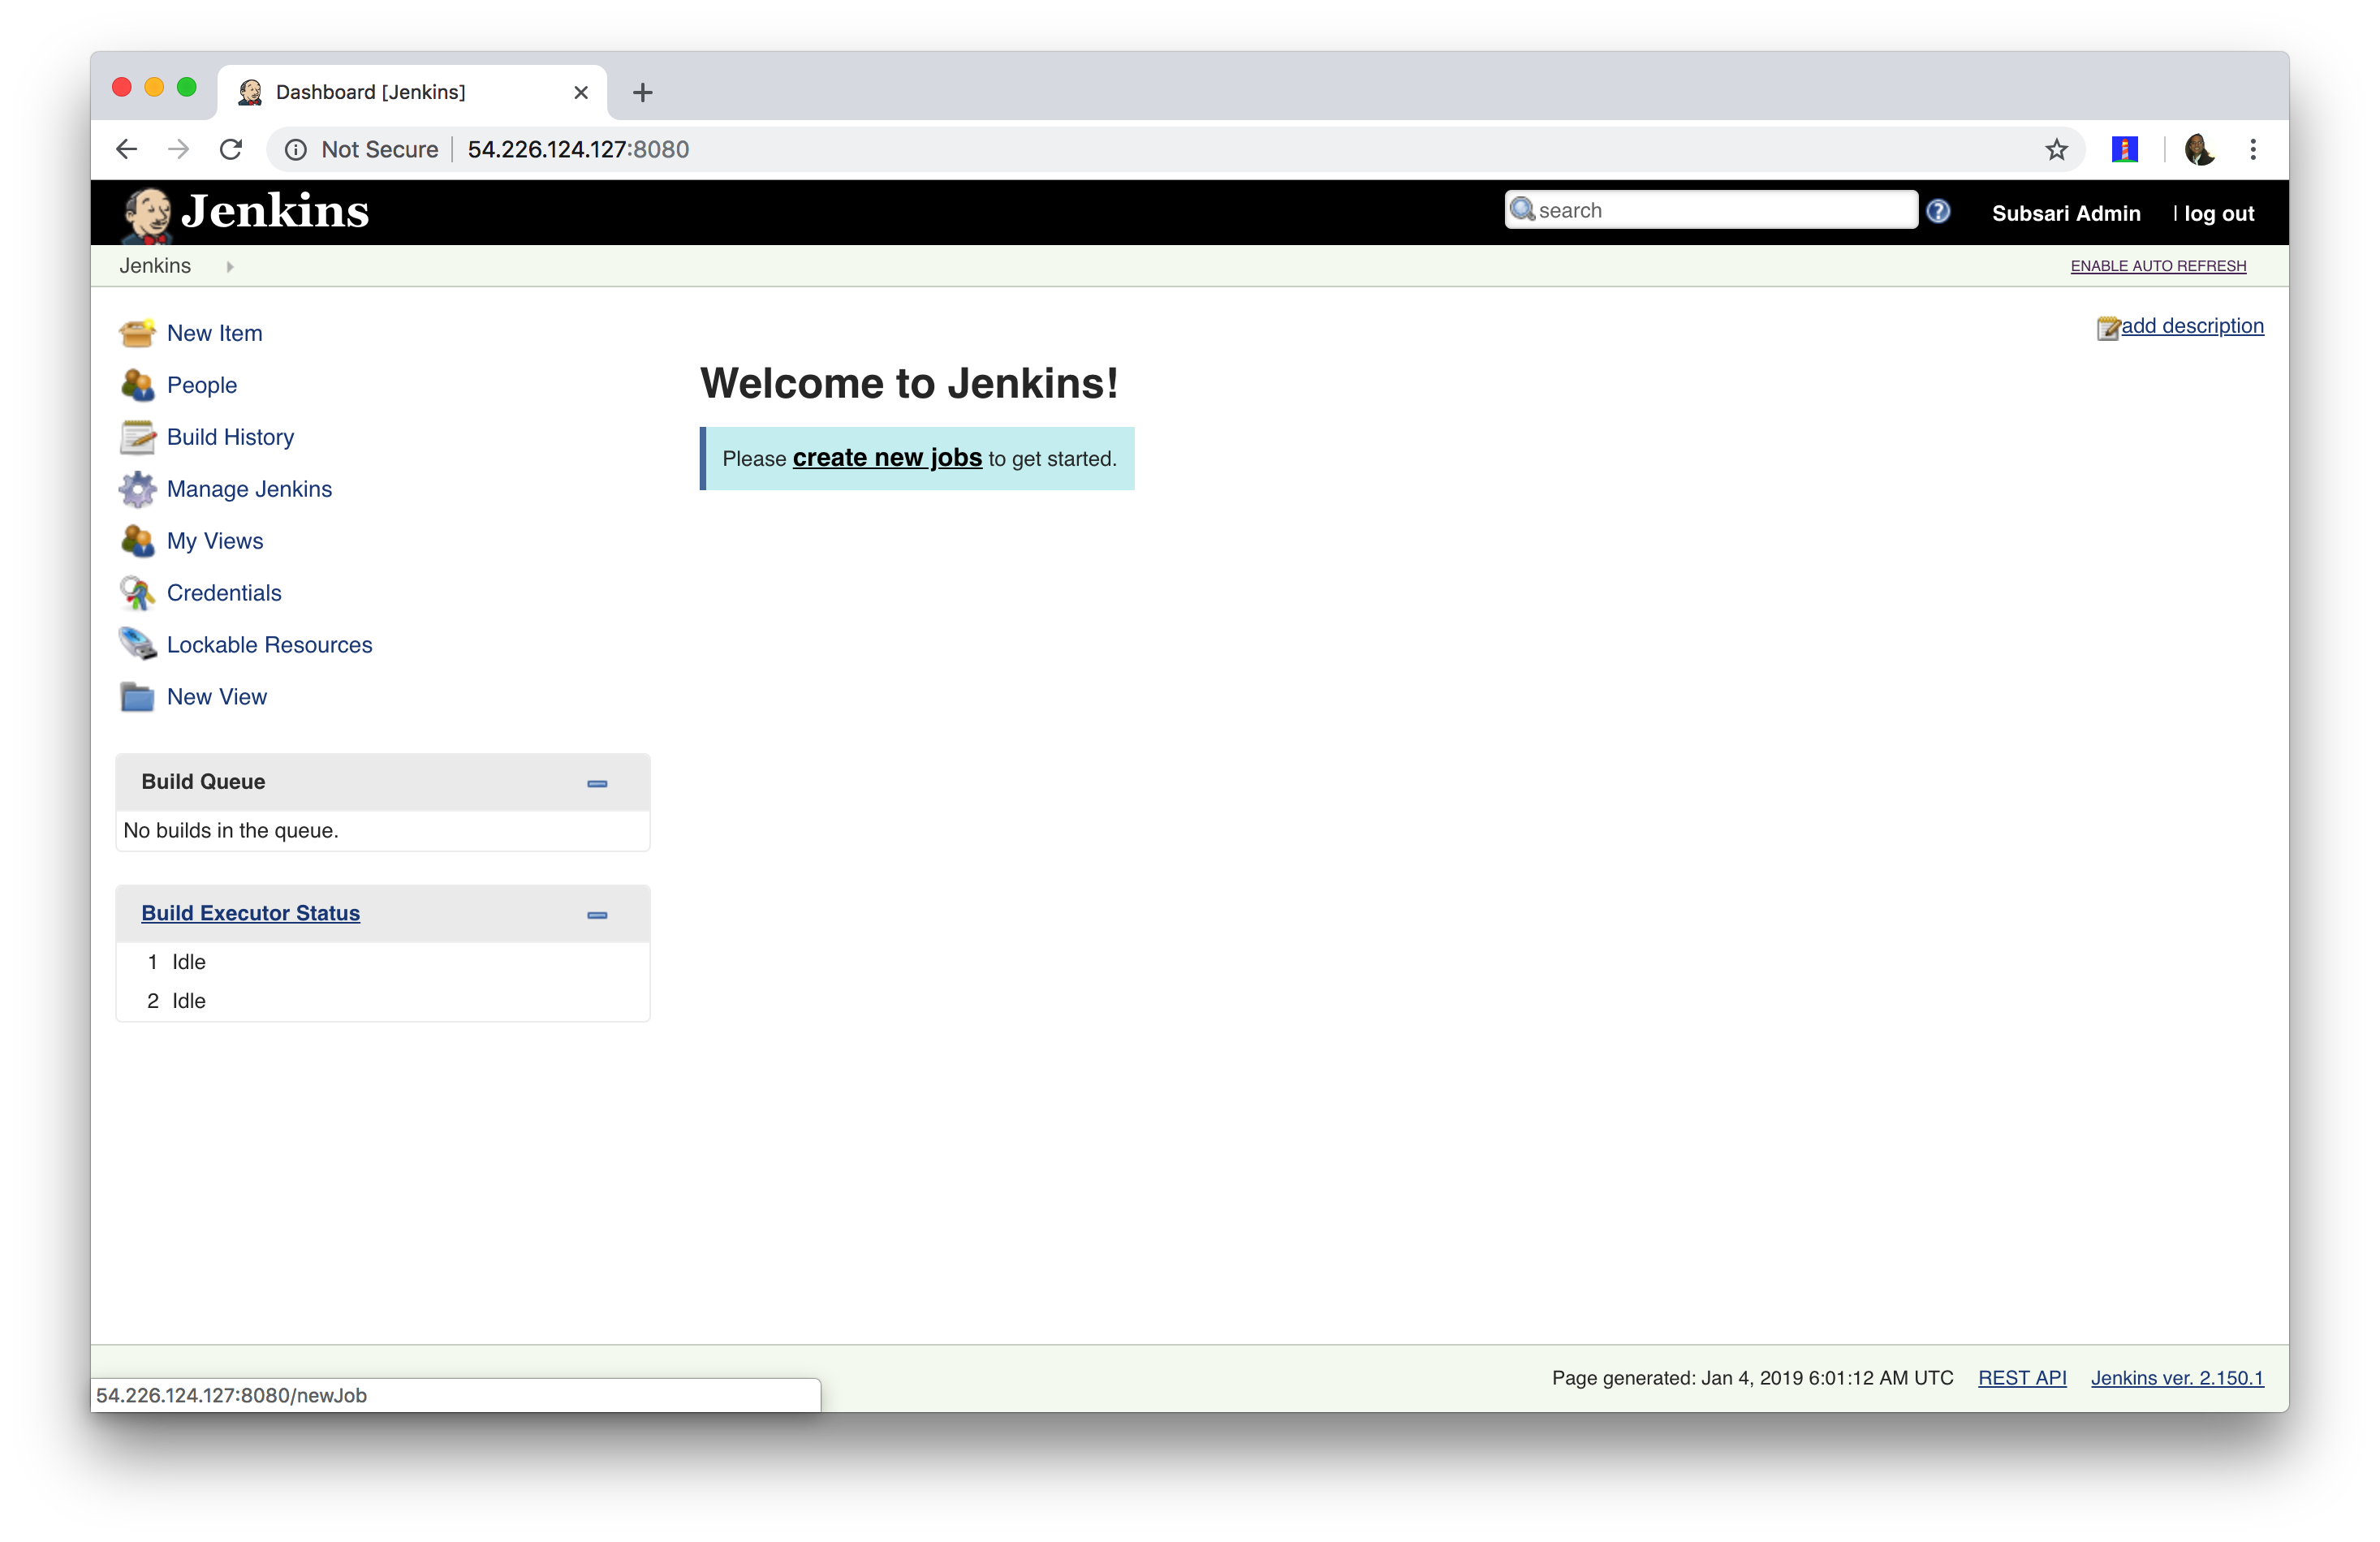 Dashboard [Jenkins]
Not Secure 54.226.124.127:8080
Jenkins
search
Subsari Admin | log out
Jenkins
ENABLE AUTO REFRESH
New Item
add description
People
Build History
Manage Jenkins
My Views
Credentials
Lockable Resources
New View
Welcome to Jenkins!
Please create new jobs to get started.
Build Queue
No builds in the queue.
Build Executor Status
1 Idle
2 Idle
Page generated: Jan 4, 2019 6:01:12 AM UTC REST API Jenkins ver. 2.150.1
54.226.124.127:8080/newJob